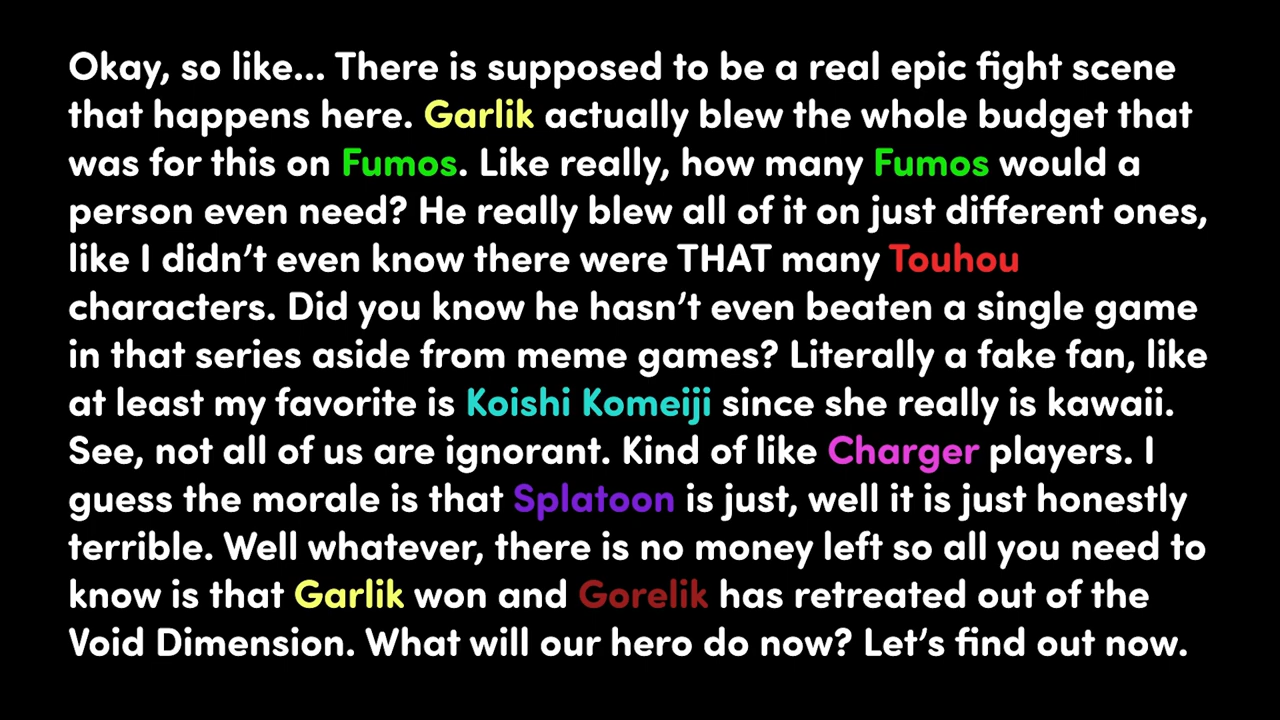 Okay, so like... There is supposed to be a real epic fight scene
that happens here. Garlik actually blew the whole budget that
was for this on Fumos. Like really, how many Fumos would a
person even need? He really blew all of it on just different ones,
like I didn’t even know there were THAT many Touhou
characters. Did you know he hasn’t even beaten a single game
in that series aside from meme games? Literally a fake fan, like
at least my favorite is Koishi Komeiji since she really is kawaii.
See, not all of us are ignorant. Kind of like Charger players. I
guess the morale is that Splatoon is just, well it is just honestly
terrible. Well whatever, there is no money left so all you need to
know is that Garlik won and Gorelik has retreated out of the
Void Dimension. What will our hero do now? Let’s find out now.